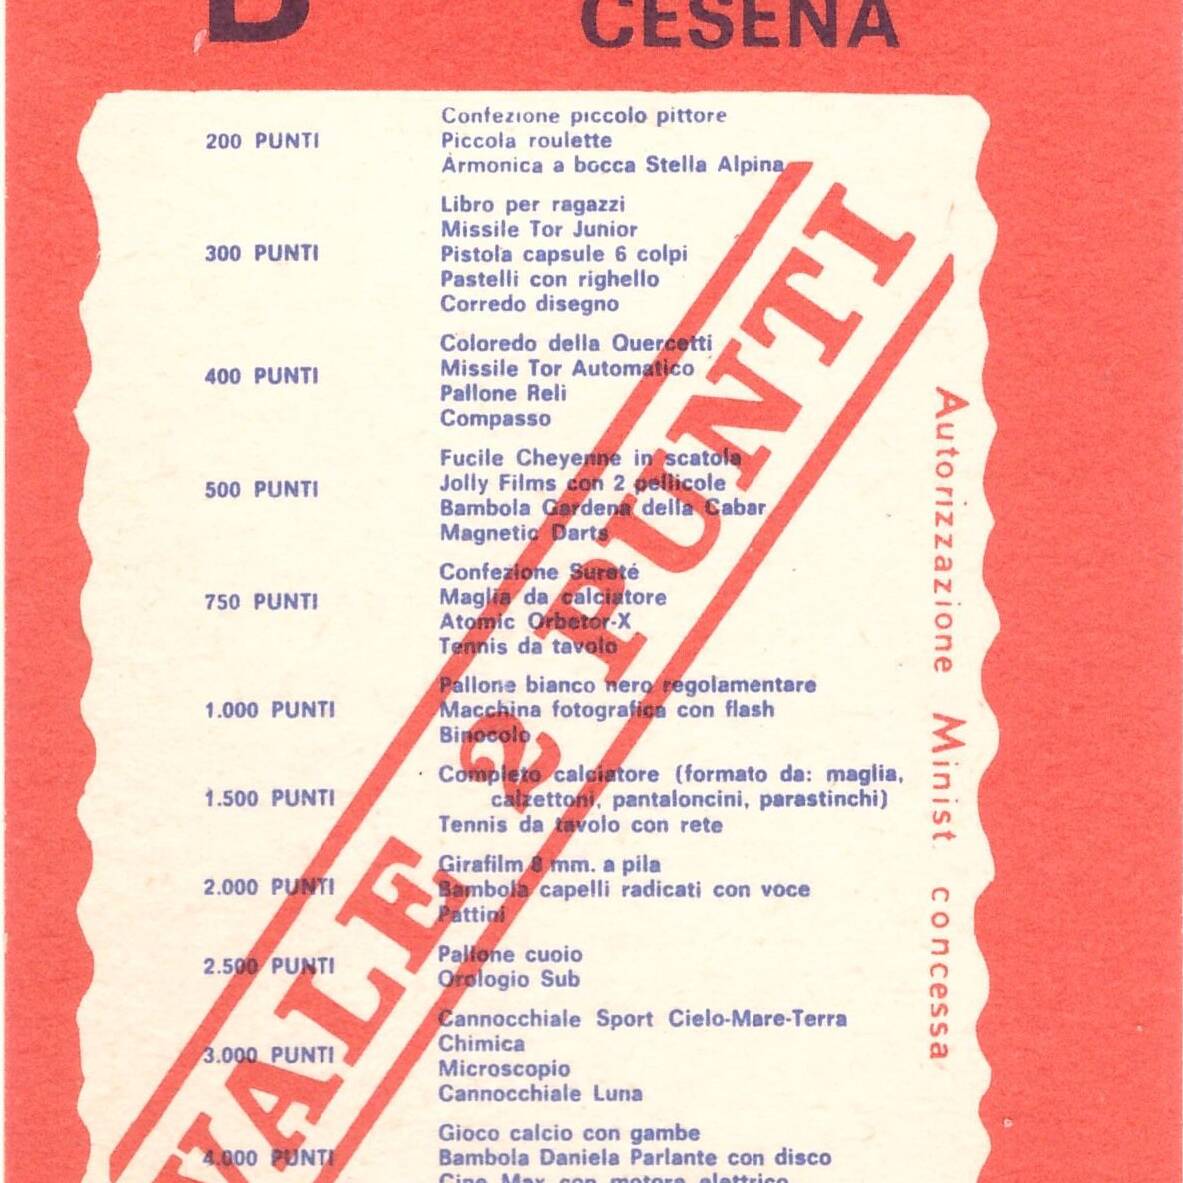 B
CESENA
200 PUNTI
Confezione piccolo pittore
Piccola roulette
Armonica a bocca Stella Alpina
300 PUNTI
Libro per ragazzi
Missile Tor Junior
Pistola capsule 6 colpi
Pastelli con righello
Corredo disegno
400 PUNTI
Coloredo della Quercetti
Missile Tor Automatico
Pallone Reli
Compasso
500 PUNTI
Fucile Cheyenne in scatola
Jolly Films con 2 pellicole
Bambola Gardena della Cabar
Magnetic Darts
750 PUNTI
Confezione Sureté
Maglia da calciatore
Atomic Orbetor-X
Tennis da tavolo
1.000 PUNTI
Pallone bianco nero regolamentare
Macchina fotografica con flash
Binocolo
1.500 PUNTI
Completo calciatore (formato da: maglia,
calzettoni, pantaloncini, parastinchi)
Tennis da tavolo con rete
2.000 PUNTI
Girafilm 8 mm. a pila
Bambola capelli radicati con voce
Pattini
2.500 PUNTI
Pallone cuoio
Orologio Sub
3.000 PUNTI
Cannocchiale Sport Cielo-Mare-Terra
Chimica
Microscopio
Cannocchiale Luna
4.000 PUNTI
Gioco calcio con gambe
Bambola Daniela Parlante con disco
Cine Max con motore elettrico
VALE 2 PUNTI
Autorizzazione Minist. concessa